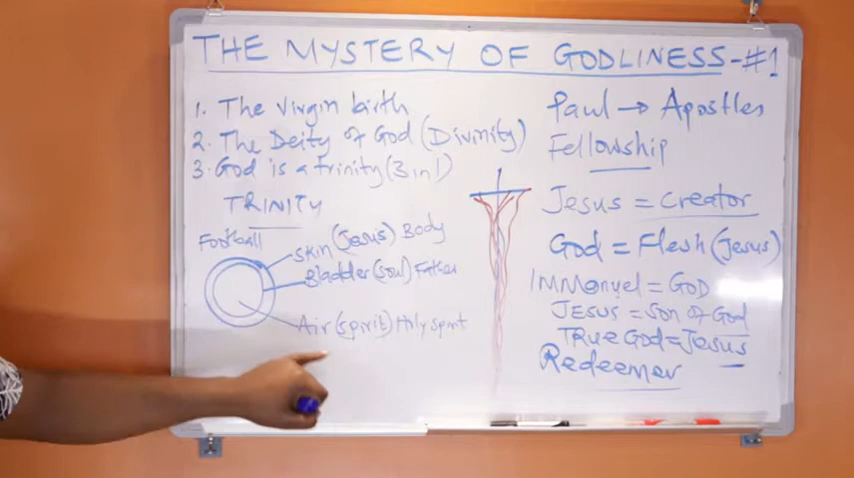 THE MYSTERY OF GODLINESS-#1
1. The Virgin birth
2. The Deity of God (Divinity)
3. God is a trinity (3 in 1)
TRINITY
Football
Skin (Jesus) Body
Bladder (soul) Father
Air (spirit) Holy Spirit
Paul → Apostles
Fellowship
Jesus = Creator
God = Flesh (Jesus)
IMMANuel = GOD
JESUS = Son of God
TRUE GOD = Jesus
Redeemer